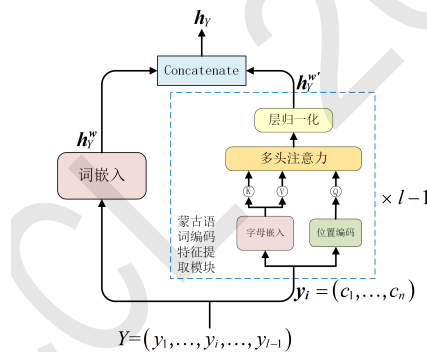 h_Y
Concatenate
h_Y^w
h_Y^{w'}
层归一化
多头注意力
词嵌入
K
V
Q
× l−1
蒙古语
词编码
特征提
取模块
字母嵌入
位置编码
y_i = (c_1,…,c_n)
Y=(y_1,…,y_i,…,y_{l−1})